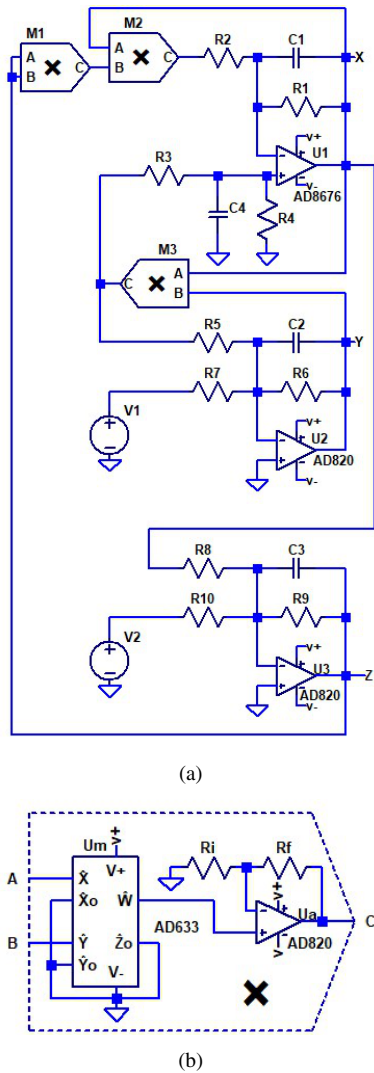 M1
M2
A
B
C
A
B
C
R2
C1
X
R1
v+
U1
v-
AD8676
R3
C4
R4
M3
C
A
B
R5
C2
Y
R7
R6
V1
v+
U2
AD820
v-
R8
C3
R10
R9
V2
v+
U3
Z
AD820
v-
(a)
Um
v+
A
X̂
V+
X̂o
Ŵ
B
Ŷ
Ẑo
Ŷo
V-
AD633
Ri
Rf
v+
Ua
AD820
v-
C
(b)